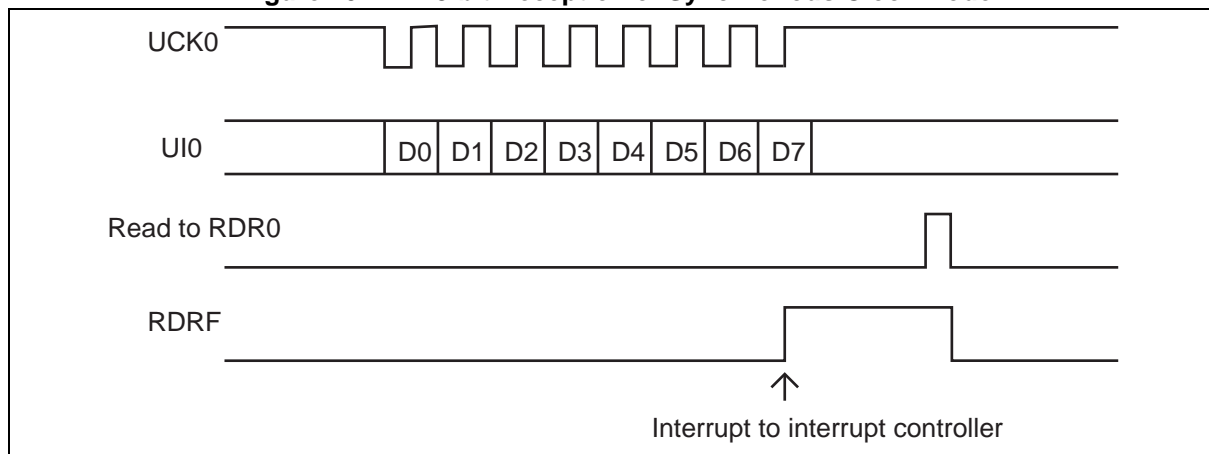 UCK0
UI0
D0 D1 D2 D3 D4 D5 D6 D7
Read to RDR0
RDRF
Interrupt to interrupt controller